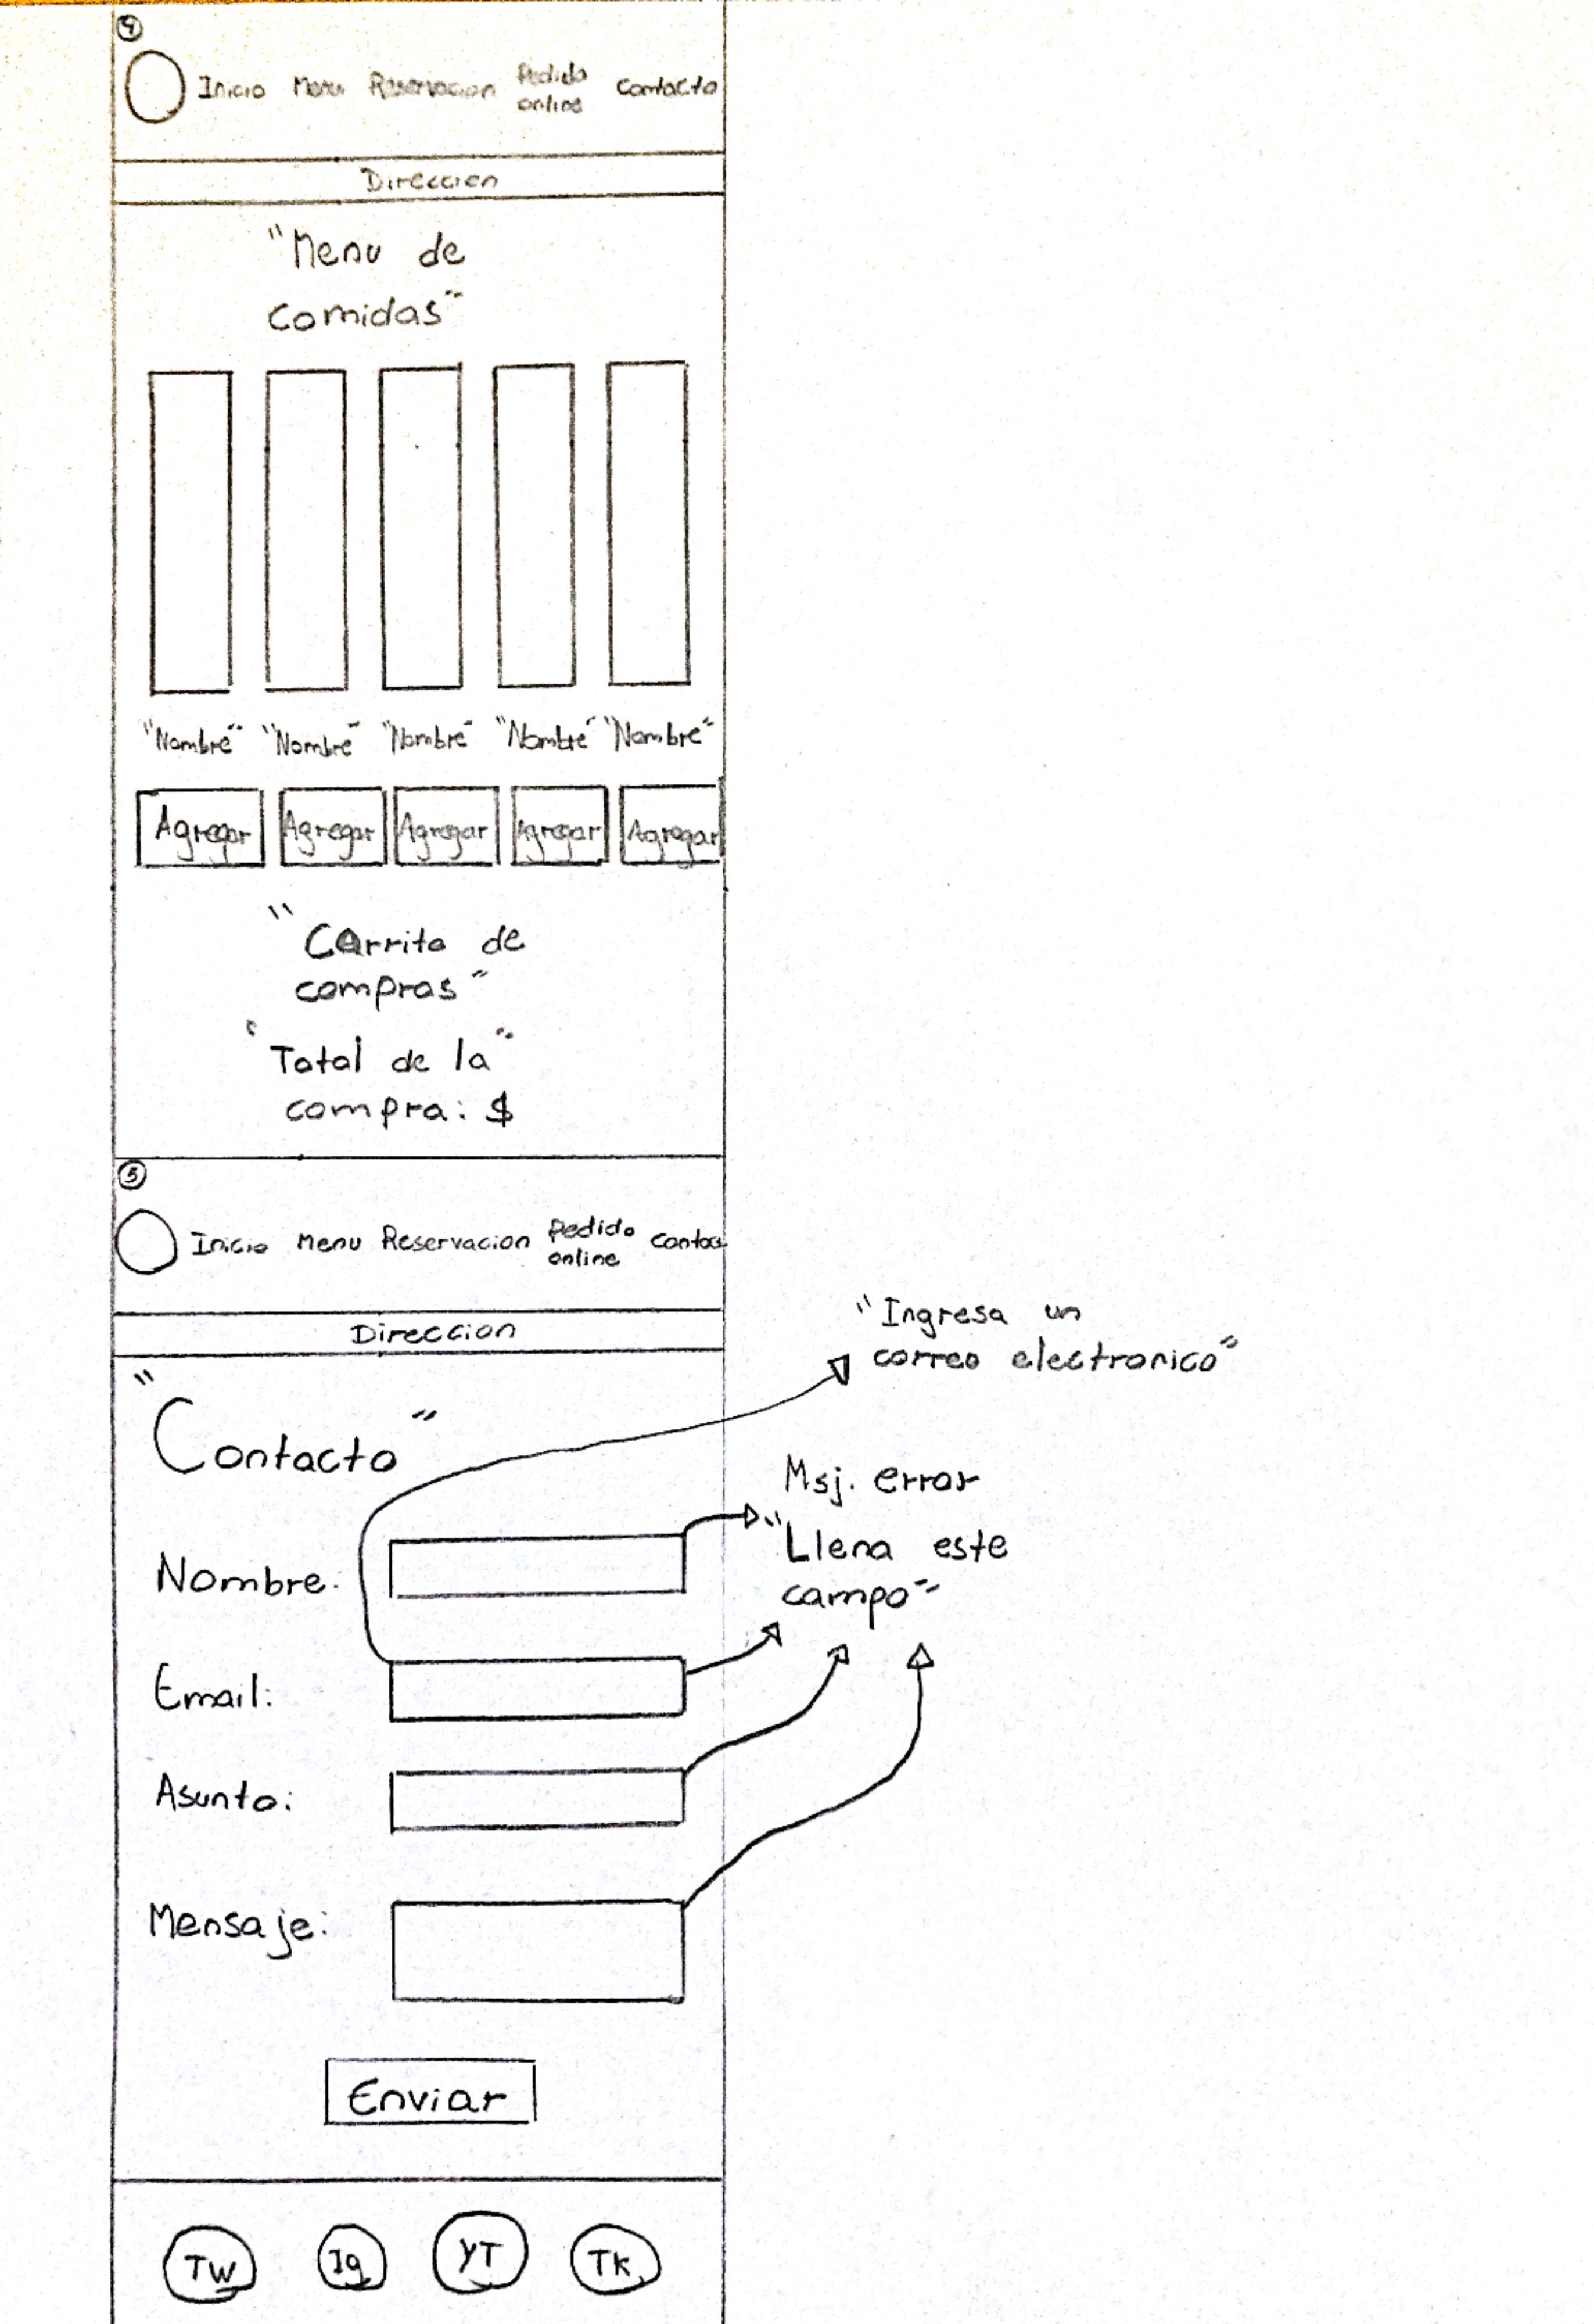 4
Inicio Menu Reservacion Pedido online Contacto
Direccion
"Menu de
comidas"
"Nombre" "Nombre" "Nombre" "Nombre" "Nombre"
Agregar Agregar Agregar Agregar Agregar
"Carrito de
compras"
"Total de la"
compra: $
5
Inicio Menu Reservacion Pedido online Contac
Direccion
"Ingresa un
correo electronico"
"Contacto"
Msj. error
"Llena este
campo"
Nombre:
Email:
Asunto:
Mensaje:
Enviar
TW Ig YT TK